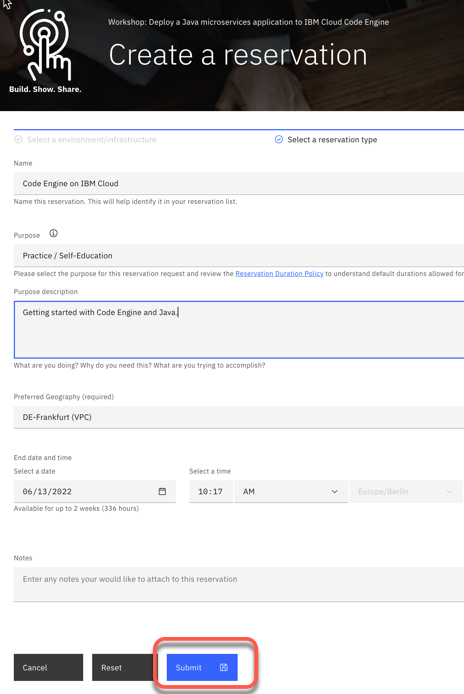 Workshop: Deploy a Java microservices application to IBM Cloud Code Engine
Create a reservation
Build. Show. Share.
Select a environment/infrastructure
Select a reservation type
Name
Code Engine on IBM Cloud
Name this reservation. This will help identify it in your reservation list.
Purpose
Practice / Self-Education
Please select the purpose for this reservation request and review the Reservation Duration Policy to understand default durations allowed for
Purpose description
Getting started with Code Engine and Java.
What are you doing? Why do you need this? What are you trying to accomplish?
Preferred Geography (required)
DE-Frankfurt (VPC)
End date and time
Select a date
Select a time
06/13/2022
10:17
AM
Europe/Berlin
Available for up to 2 weeks (336 hours)
Notes
Enter any notes your would like to attach to this reservation
Cancel
Reset
Submit